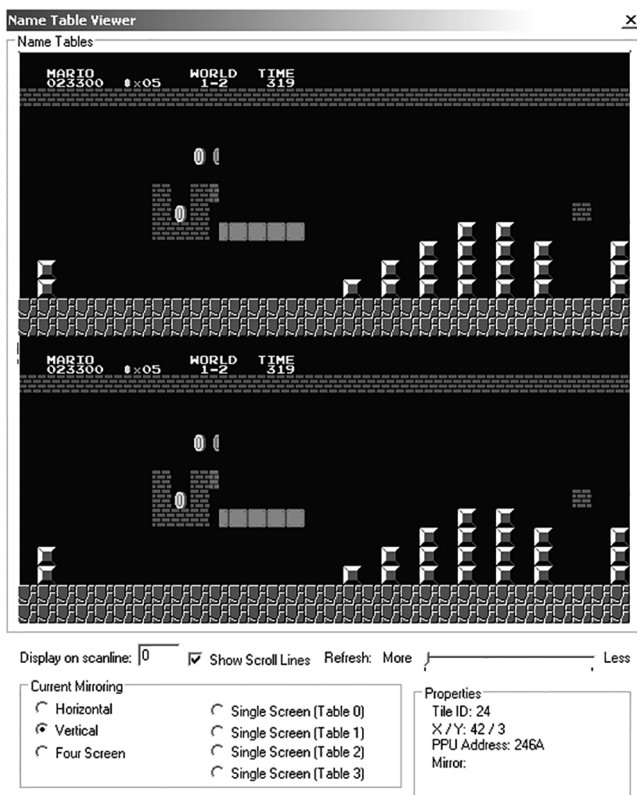 Name Table Viewer
Name Tables
MARIO WORLD TIME
023300 ×05 1-2 319
MARIO WORLD TIME
023300 ×05 1-2 319
Display on scanline: 0 Show Scroll Lines Refresh: More Less
Current Mirroring
Horizontal
Vertical
Four Screen
Single Screen (Table 0)
Single Screen (Table 1)
Single Screen (Table 2)
Single Screen (Table 3)
Properties
Tile ID: 24
X / Y: 42 / 3
PPU Address: 246A
Mirror: